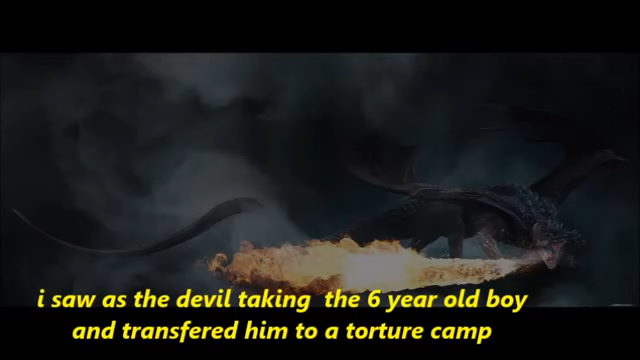 i saw as the devil taking the 6 year old boy
and transfered him to a torture camp